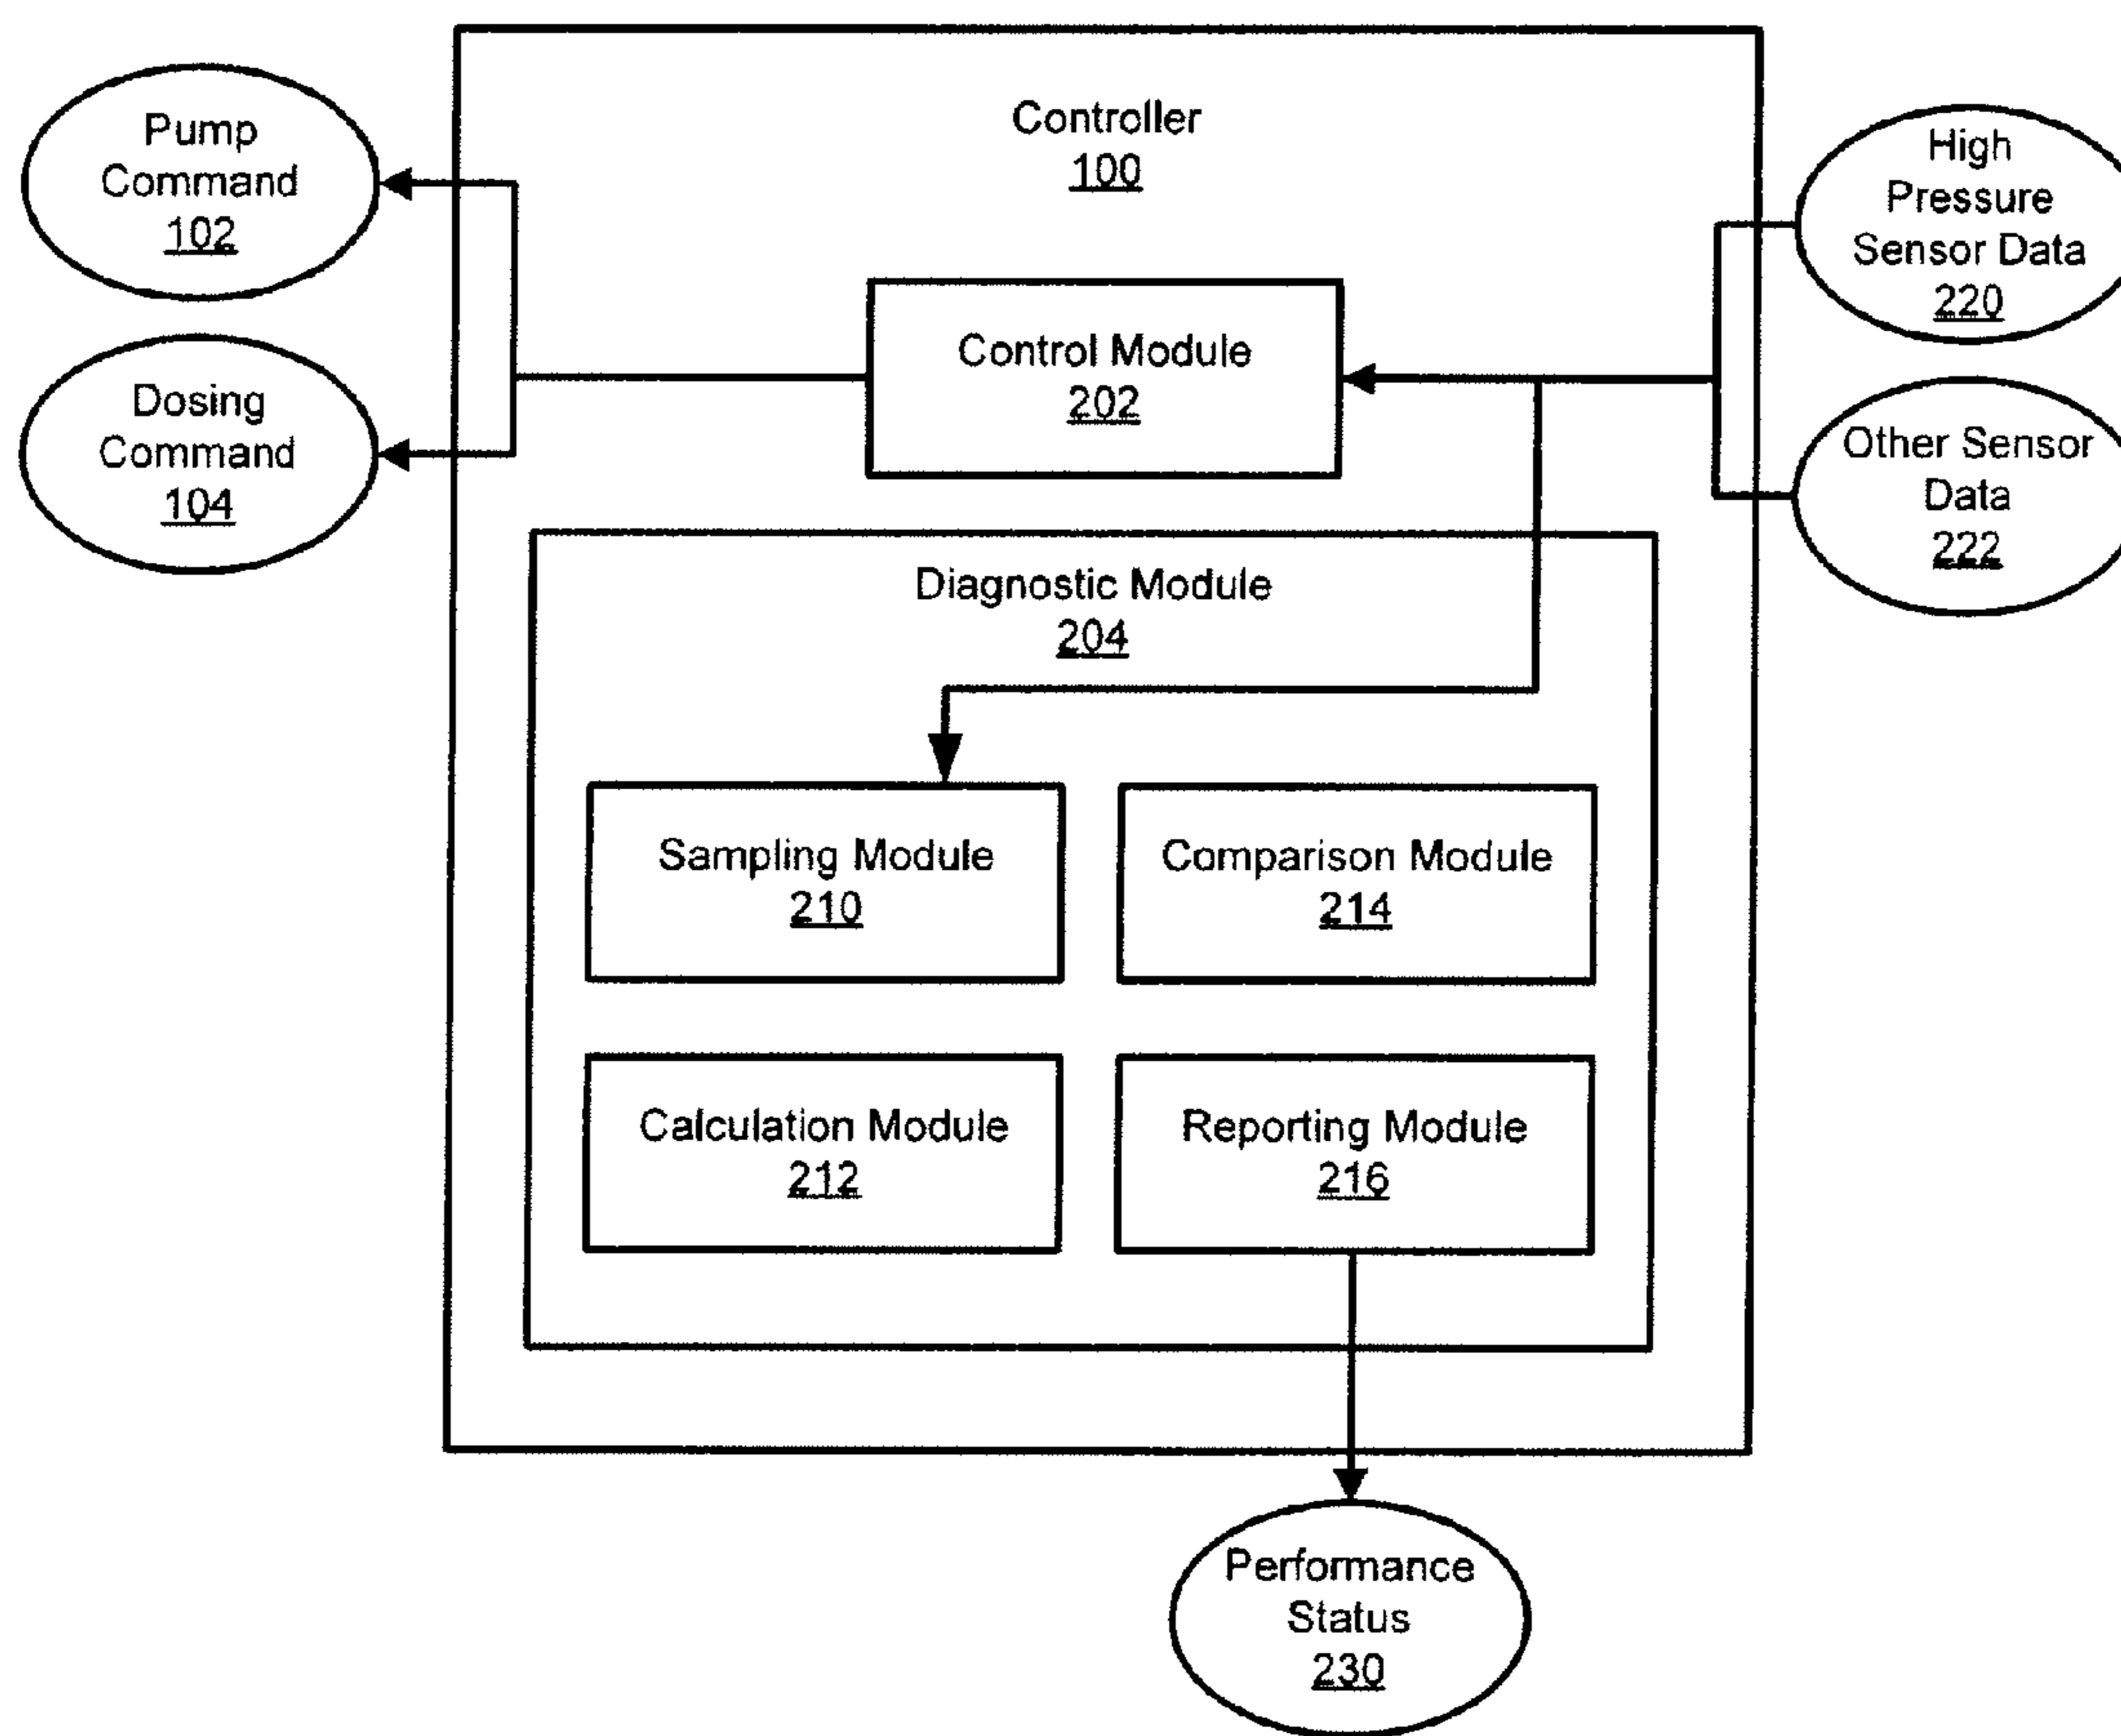 Controller
100
Pump
Command
102
High
Pressure
Sensor Data
220
Control Module
202
Dosing
Command
104
Other Sensor
Data
222
Diagnostic Module
204
Sampling Module
210
Comparison Module
214
Calculation Module
212
Reporting Module
216
Performance
Status
230